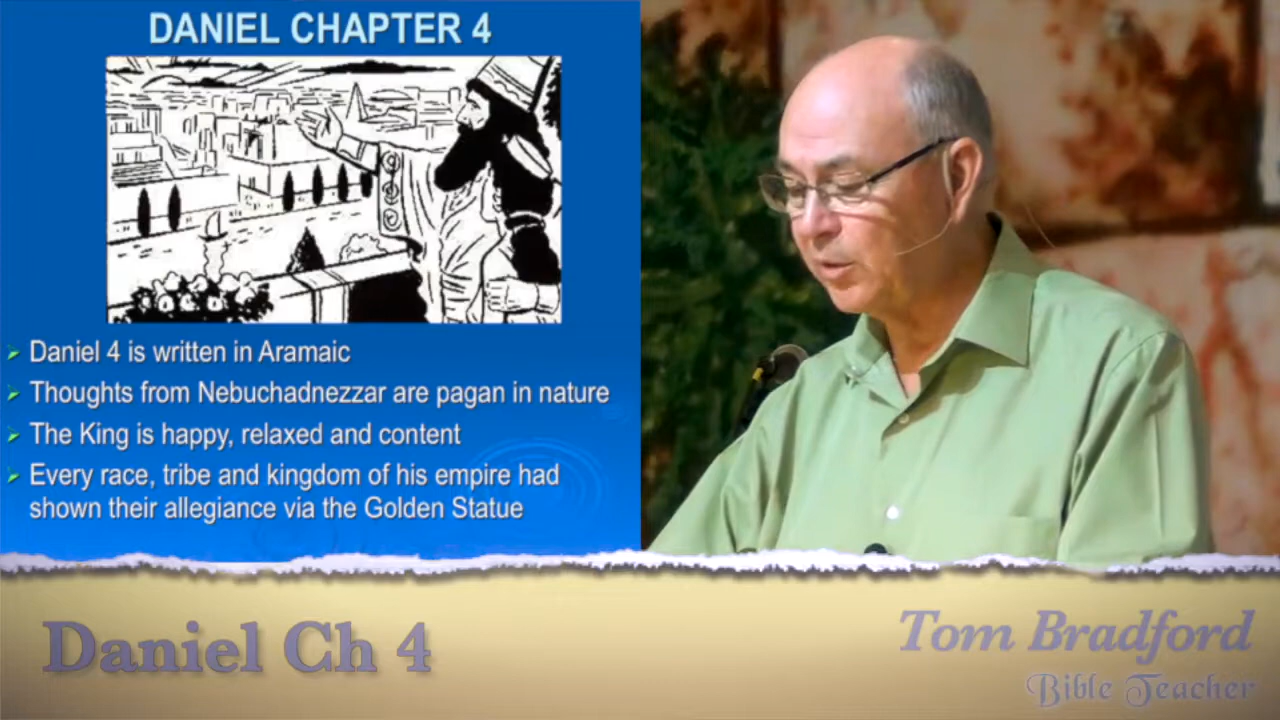 DANIEL CHAPTER 4
➢ Daniel 4 is written in Aramaic
➢ Thoughts from Nebuchadnezzar are pagan in nature
➢ The King is happy, relaxed and content
➢ Every race, tribe and kingdom of his empire had
shown their allegiance via the Golden Statue
Daniel Ch 4
Tom Bradford
Bible Teacher